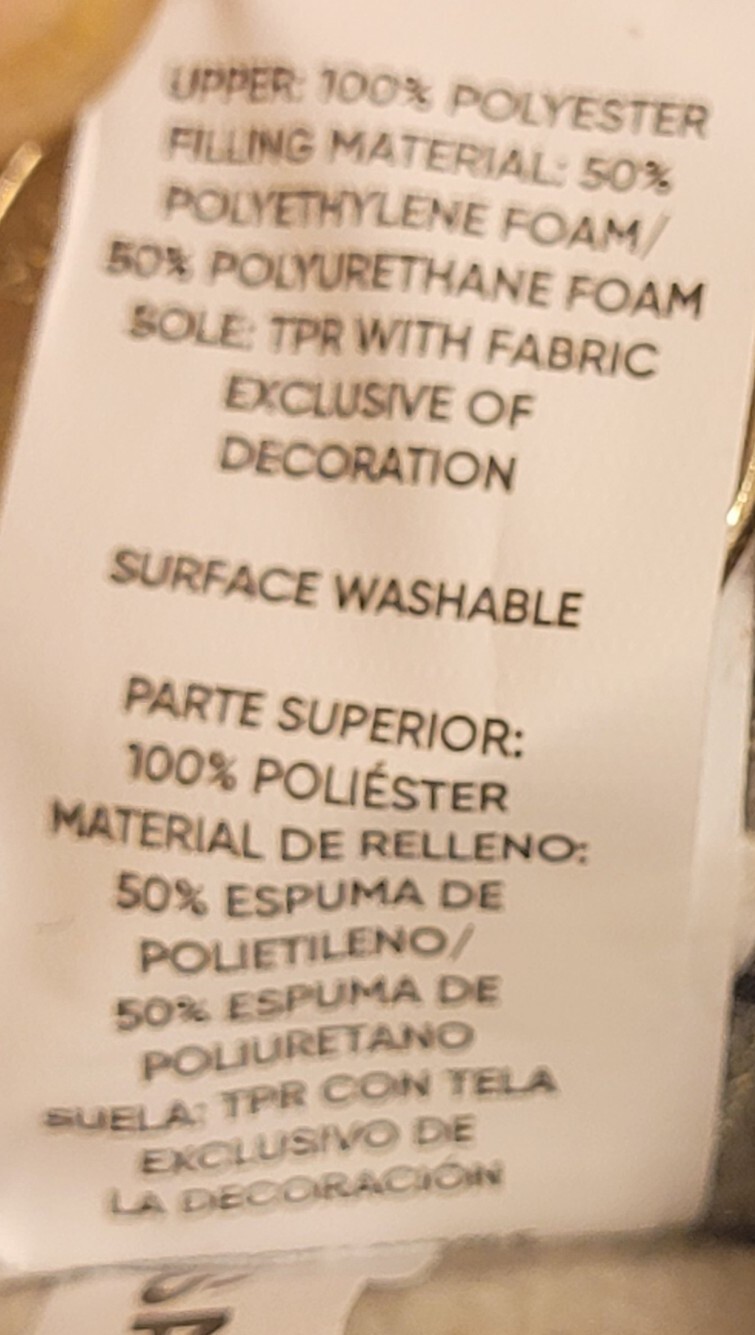 UPPER: 100% POLYESTER
FILLING MATERIAL: 50%
POLYETHYLENE FOAM/
50% POLYURETHANE FOAM
SOLE: TPR WITH FABRIC
EXCLUSIVE OF
DECORATION
SURFACE WASHABLE
PARTE SUPERIOR:
100% POLIÉSTER
MATERIAL DE RELLENO:
50% ESPUMA DE
POLIETILENO/
50% ESPUMA DE
POLIURETANO
SUELA: TPR CON TELA
EXCLUSIVO DE
LA DECORACIÓN